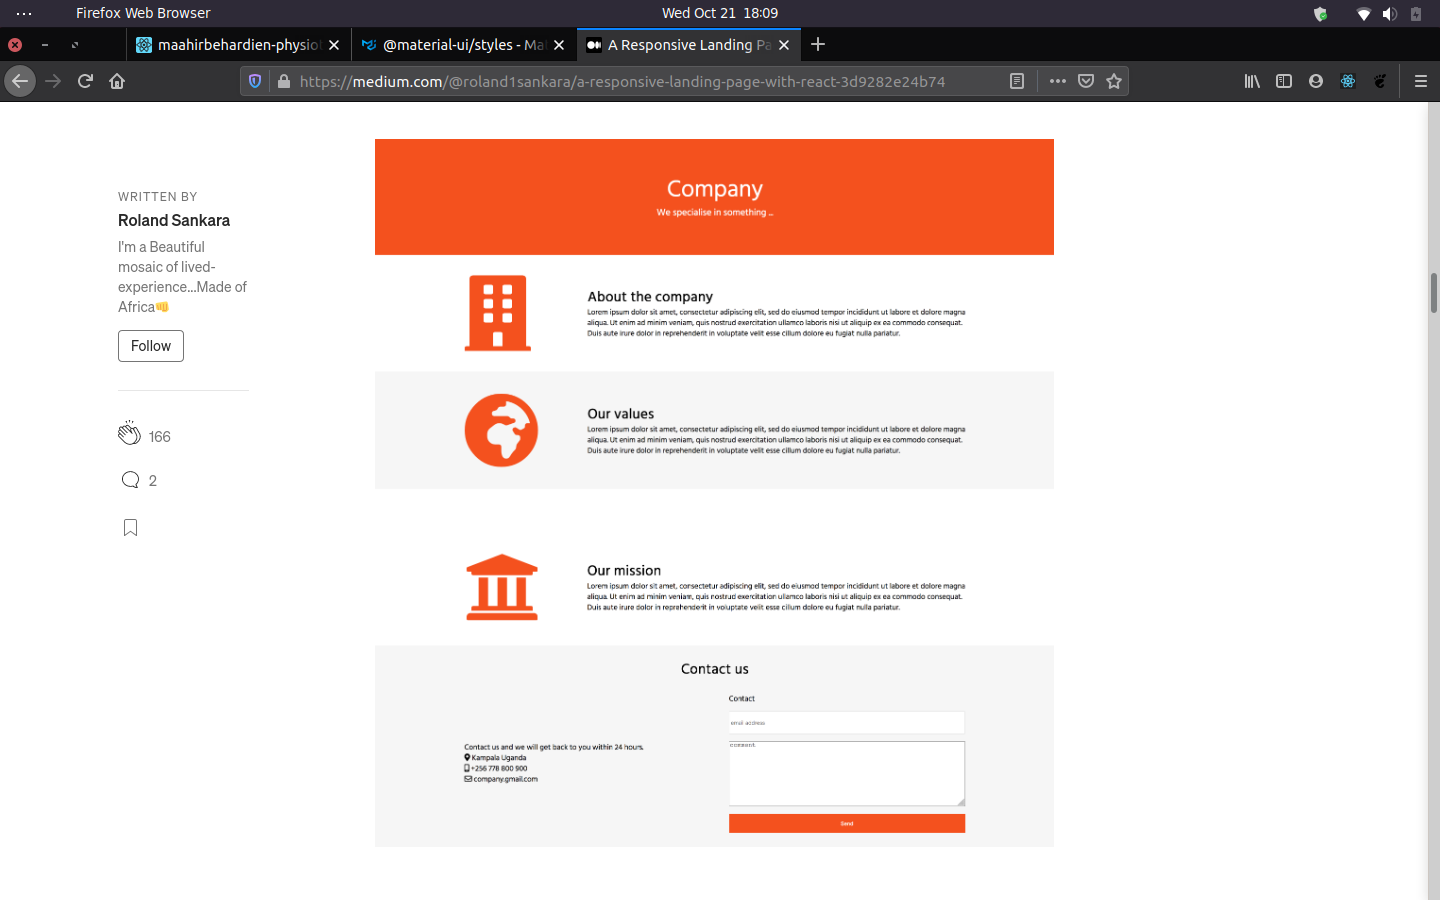 Firefox Web Browser
Wed Oct 21 18:09
maahirbehardien-physio
@material-ui/styles - Ma
A Responsive Landing Pa
https://medium.com/@roland1sankara/a-responsive-landing-page-with-react-3d9282e24b74
WRITTEN BY
Roland Sankara
I'm a Beautiful
mosaic of lived-
experience...Made of
Africa👊
Follow
166
2
Company
We specialise in something ...
About the company
Lorem ipsum dolor sit amet, consectetur adipiscing elit, sed do eiusmod tempor incididunt ut labore et dolore magna
aliqua. Ut enim ad minim veniam, quis nostrud exercitation ullamco laboris nisi ut aliquip ex ea commodo consequat.
Duis aute irure dolor in reprehenderit in voluptate velit esse cillum dolore eu fugiat nulla pariatur.
Our values
Lorem ipsum dolor sit amet, consectetur adipiscing elit, sed do eiusmod tempor incididunt ut labore et dolore magna
aliqua. Ut enim ad minim veniam, quis nostrud exercitation ullamco laboris nisi ut aliquip ex ea commodo consequat.
Duis aute irure dolor in reprehenderit in voluptate velit esse cillum dolore eu fugiat nulla pariatur.
Our mission
Lorem ipsum dolor sit amet, consectetur adipiscing elit, sed do eiusmod tempor incididunt ut labore et dolore magna
aliqua. Ut enim ad minim veniam, quis nostrud exercitation ullamco laboris nisi ut aliquip ex ea commodo consequat.
Duis aute irure dolor in reprehenderit in voluptate velit esse cillum dolore eu fugiat nulla pariatur.
Contact us
Contact us and we will get back to you within 24 hours.
Kampala Uganda
+256 778 800 900
company.gmail.com
Contact
email address
comment
Send